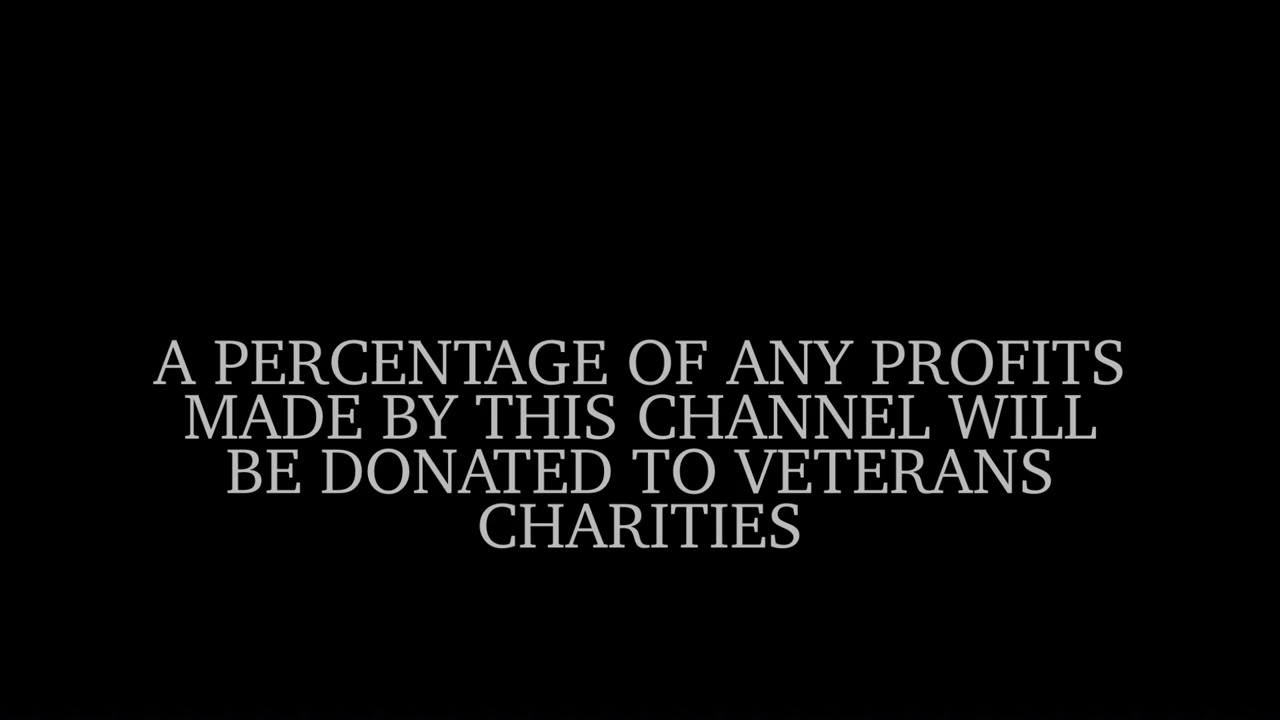 A PERCENTAGE OF ANY PROFITS
MADE BY THIS CHANNEL WILL
BE DONATED TO VETERANS
CHARITIES